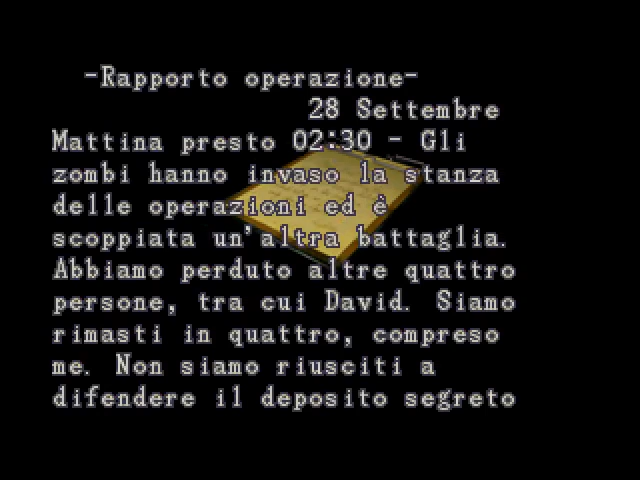 -Rapporto operazione-
28 Settembre
Mattina presto 02:30 - Gli
zombi hanno invaso la stanza
delle operazioni ed è
scoppiata un'altra battaglia.
Abbiamo perduto altre quattro
persone, tra cui David. Siamo
rimasti in quattro, compreso
me. Non siamo riusciti a
difendere il deposito segreto